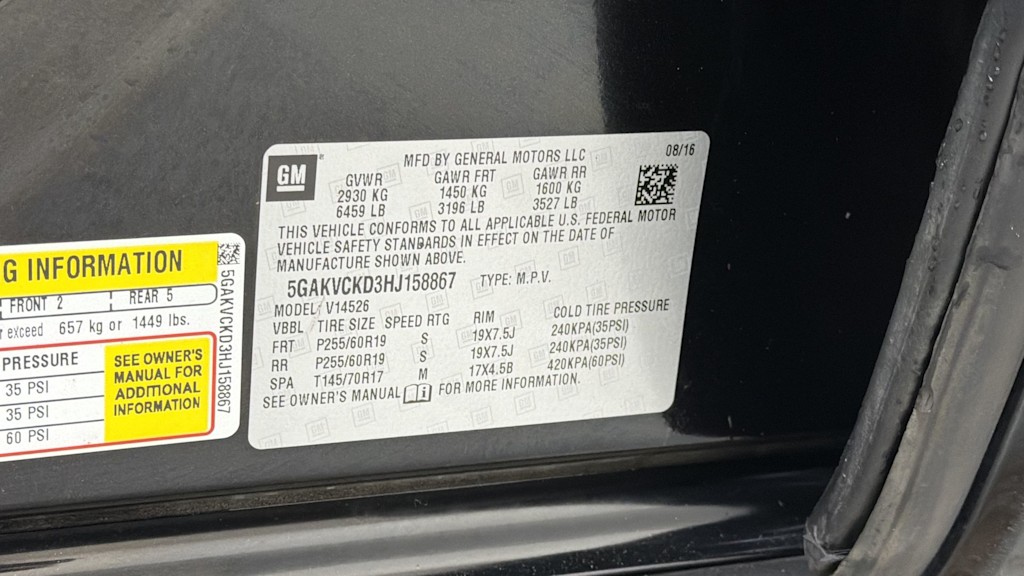 GM
MFD BY GENERAL MOTORS LLC 08/16
GVWR GAWR FRT GAWR RR
2930 KG 1450 KG 1600 KG
6459 LB 3196 LB 3527 LB
THIS VEHICLE CONFORMS TO ALL APPLICABLE U.S. FEDERAL MOTOR
VEHICLE SAFETY STANDARDS IN EFFECT ON THE DATE OF
MANUFACTURE SHOWN ABOVE.
5GAKVCKD3HJ158867 TYPE: M.P.V.
MODEL: V14526
VBBL TIRE SIZE SPEED RTG RIM COLD TIRE PRESSURE
FRT P255/60R19 S 19X7.5J 240KPA(35PSI)
RR P255/60R19 S 19X7.5J 240KPA(35PSI)
SPA T145/70R17 M 17X4.5B 420KPA(60PSI)
SEE OWNER'S MANUAL FOR MORE INFORMATION.
G INFORMATION
FRONT 2 REAR 5
exceed 657 kg or 1449 lbs.
PRESSURE
35 PSI
35 PSI
60 PSI
SEE OWNER'S
MANUAL FOR
ADDITIONAL
INFORMATION
5GAKVCKD3HJ158867